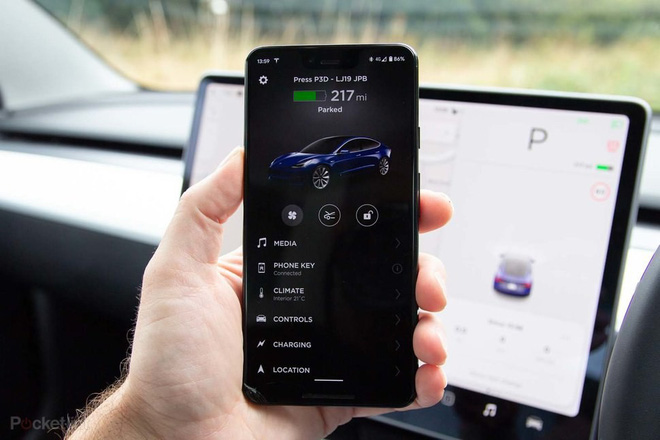 13:59
4G 86%
Press P3D - LJ19 JPB
217 mi
Parked
MEDIA
PHONE KEY
Connected
CLIMATE
Interior 21°C
CONTROLS
CHARGING
LOCATION
P